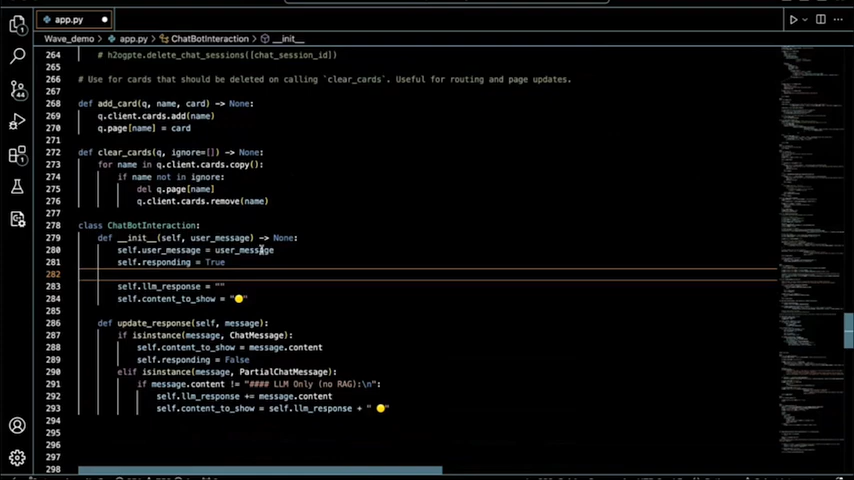 app.py
Wave_demo > app.py > ChatBotInteraction > __init__
264 # h2ogpte.delete_chat_sessions([chat_session_id])
265
266 # Use for cards that should be deleted on calling `clear_cards`. Useful for routing and page updates.
267
268 def add_card(q, name, card) -> None:
269 q.client.cards.add(name)
270 q.page[name] = card
271
272 def clear_cards(q, ignore=[]) -> None:
273 for name in q.client.cards.copy():
274 if name not in ignore:
275 del q.page[name]
276 q.client.cards.remove(name)
277
278 class ChatBotInteraction:
279 def __init__(self, user_message) -> None:
280 self.user_message = user_message
281 self.responding = True
282
283 self.llm_response = ""
284 self.content_to_show = "🟡"
285
286 def update_response(self, message):
287 if isinstance(message, ChatMessage):
288 self.content_to_show = message.content
289 self.responding = False
290 elif isinstance(message, PartialChatMessage):
291 if message.content != "#### LLM Only (no RAG):\n":
292 self.llm_response += message.content
293 self.content_to_show = self.llm_response + " 🟡"
294
295
296
297
298
1
44
1